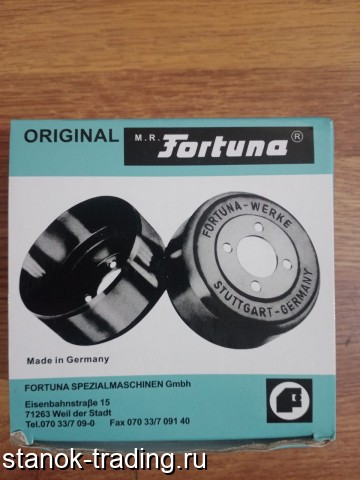 ORIGINAL M.R. Fortuna ®
FORTUNA-WERKE
STUTTGART-GERMANY
Made in Germany
FORTUNA SPEZIALMASCHINEN Gmbh
Eisenbahnstraße 15
71263 Weil der Stadt
Tel.070 33/7 09-0 Fax 070 33/7 091 40
stanok-trading.ru